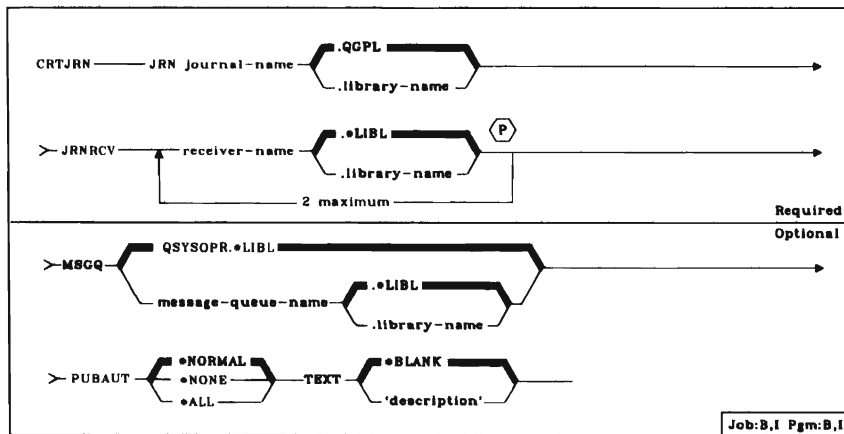 .QGPL
CRTJRN JRN journal-name
.library-name
.*LIBL
P
JRNRCV receiver-name
.library-name
2 maximum
Required
Optional
QSYSOPR.*LIBL
MSGQ
.*LIBL
message-queue-name
.library-name
*NORMAL
*BLANK
PUBAUT *NONE TEXT
*ALL
'description'
Job:B,I Pgm:B,I